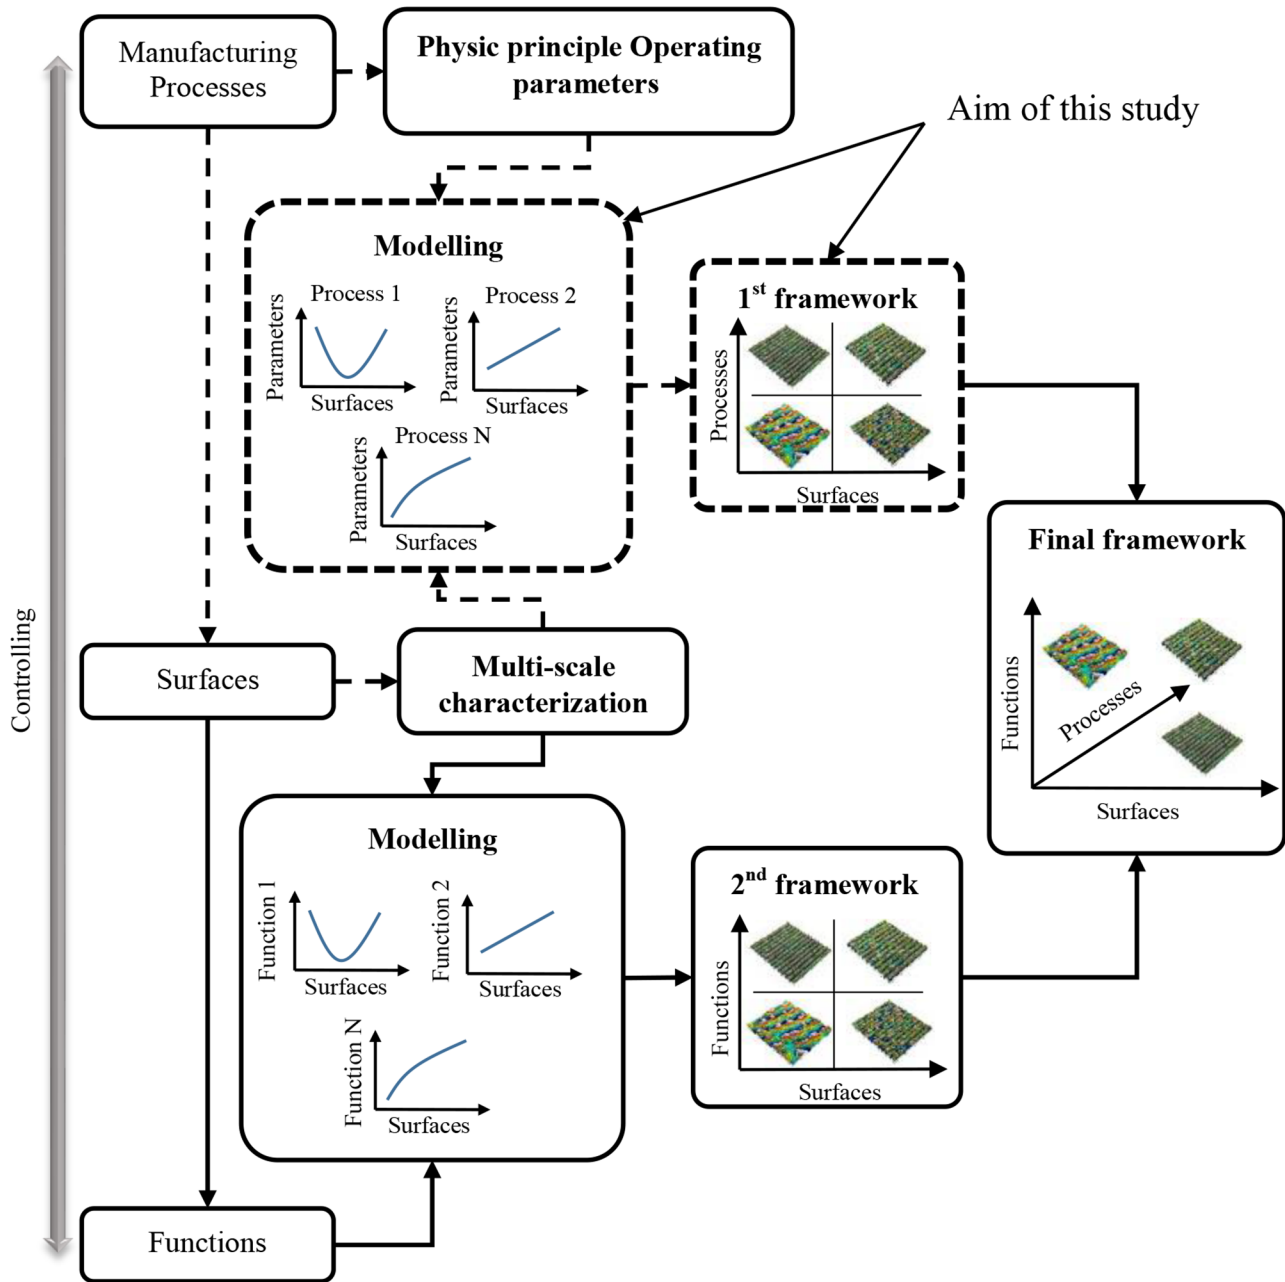 Manufacturing
Processes
Physic principle Operating
parameters
Aim of this study
Modelling
Process 1
Parameters
Surfaces
Process 2
Parameters
Surfaces
Process N
Parameters
Surfaces
1st framework
Processes
Surfaces
Final framework
Functions
Processes
Surfaces
Controlling
Surfaces
Multi-scale
characterization
Modelling
Function 1
Surfaces
Function 2
Surfaces
Function N
Surfaces
2nd framework
Functions
Surfaces
Functions